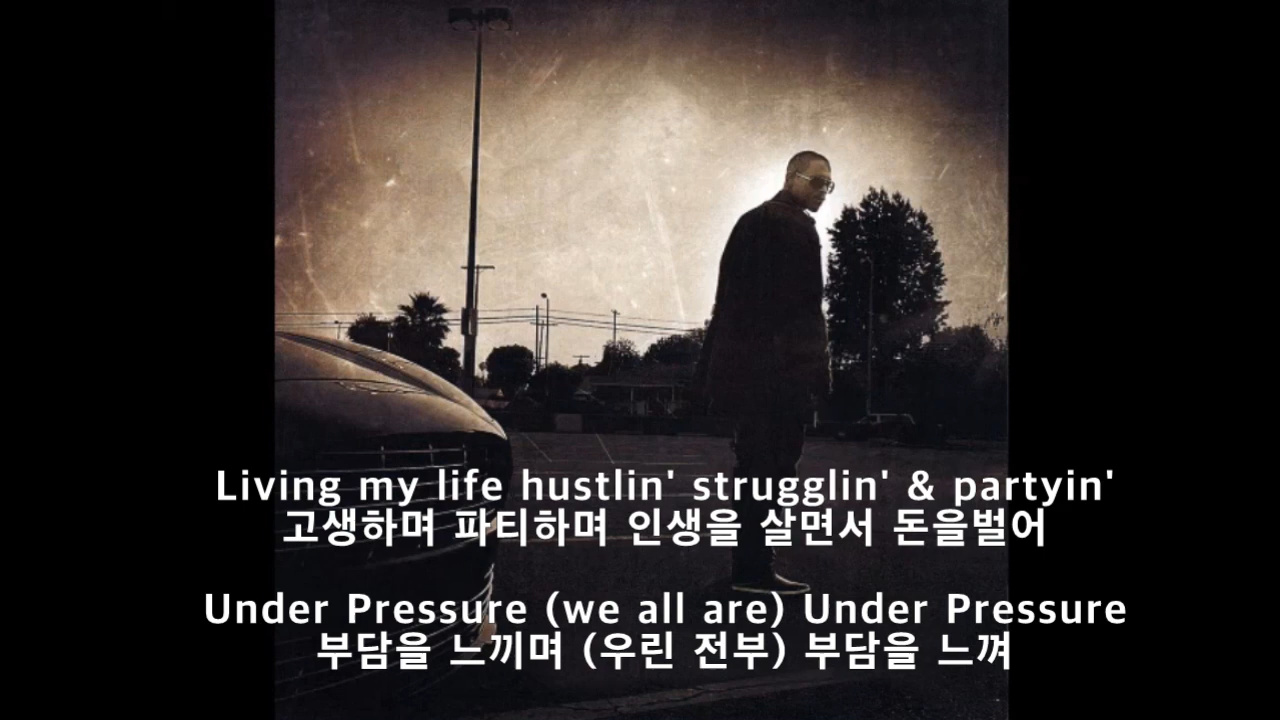 Living my life hustlin' strugglin' & partyin'
고생하며 파티하며 인생을 살면서 돈을벌어
Under Pressure (we all are) Under Pressure
부담을 느끼며 (우린 전부) 부담을 느껴